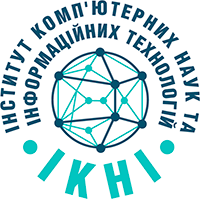 ІНСТИТУТ КОМП'ЮТЕРНИХ НАУК ТА
ІНФОРМАЦІЙНИХ ТЕХНОЛОГІЙ
• ІКНІ •